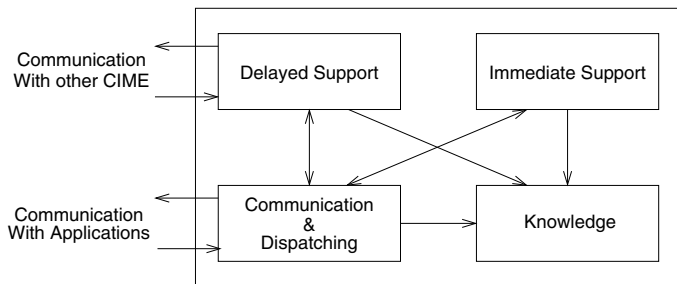 Communication
With other CIME
Delayed Support
Immediate Support
Communication
With Applications
Communication
&
Dispatching
Knowledge